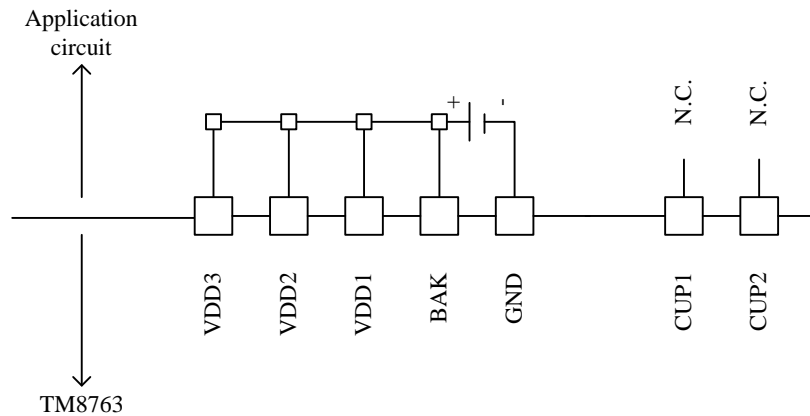 Application
circuit
+ -
N.C.
N.C.
VDD3
VDD2
VDD1
BAK
GND
CUP1
CUP2
TM8763